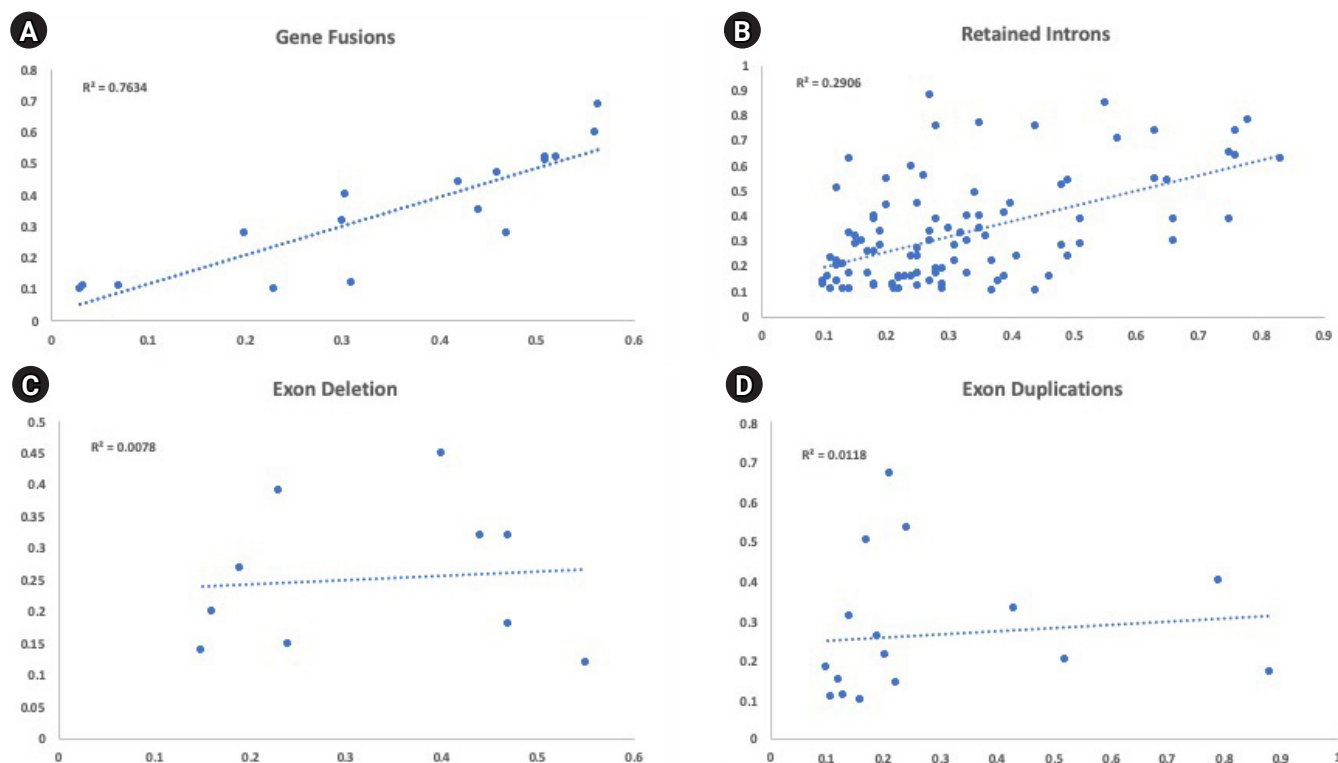 A
Gene Fusions
R² = 0.7634
0.8
0.7
0.6
0.5
0.4
0.3
0.2
0.1
0
0 0.1 0.2 0.3 0.4 0.5 0.6
B
Retained Introns
R² = 0.2906
1
0.9
0.8
0.7
0.6
0.5
0.4
0.3
0.2
0.1
0
0 0.1 0.2 0.3 0.4 0.5 0.6 0.7 0.8 0.9
C
Exon Deletion
R² = 0.0078
0.5
0.45
0.4
0.35
0.3
0.25
0.2
0.15
0.1
0.05
0
0 0.1 0.2 0.3 0.4 0.5 0.6
D
Exon Duplications
R² = 0.0118
0.8
0.7
0.6
0.5
0.4
0.3
0.2
0.1
0
0 0.1 0.2 0.3 0.4 0.5 0.6 0.7 0.8 0.9 1